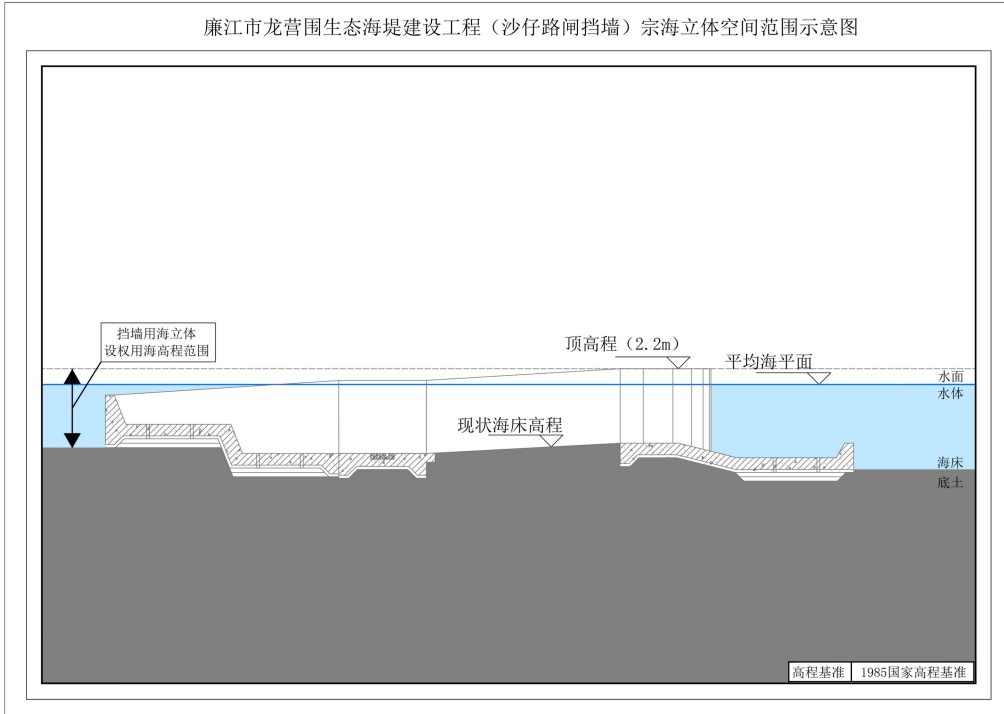 廉江市龙营围生态海堤建设工程（沙仔路闸挡墙）宗海立体空间范围示意图
挡墙用海立体
设权用海高程范围
顶高程（2.2m）
平均海平面
水面
水体
现状海床高程
海床
底土
高程基准 1985国家高程基准